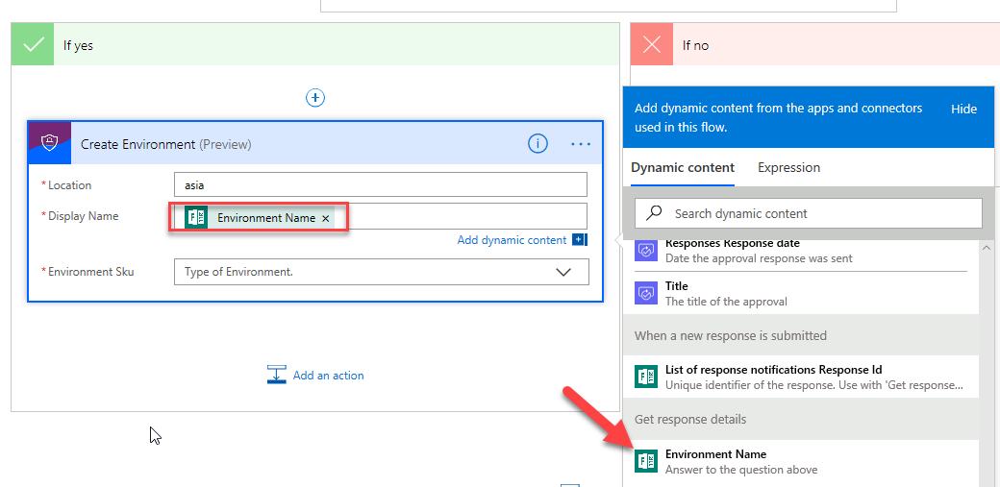 If yes
If no
Create Environment (Preview)
* Location
asia
* Display Name
Environment Name ×
Add dynamic content
* Environment Sku
Type of Environment.
Add an action
Add dynamic content from the apps and connectors
used in this flow.
Hide
Dynamic content
Expression
Search dynamic content
Responses Response date
Date the approval response was sent
Title
The title of the approval
When a new response is submitted
List of response notifications Response Id
Unique identifier of the response. Use with 'Get response...
Get response details
Environment Name
Answer to the question above